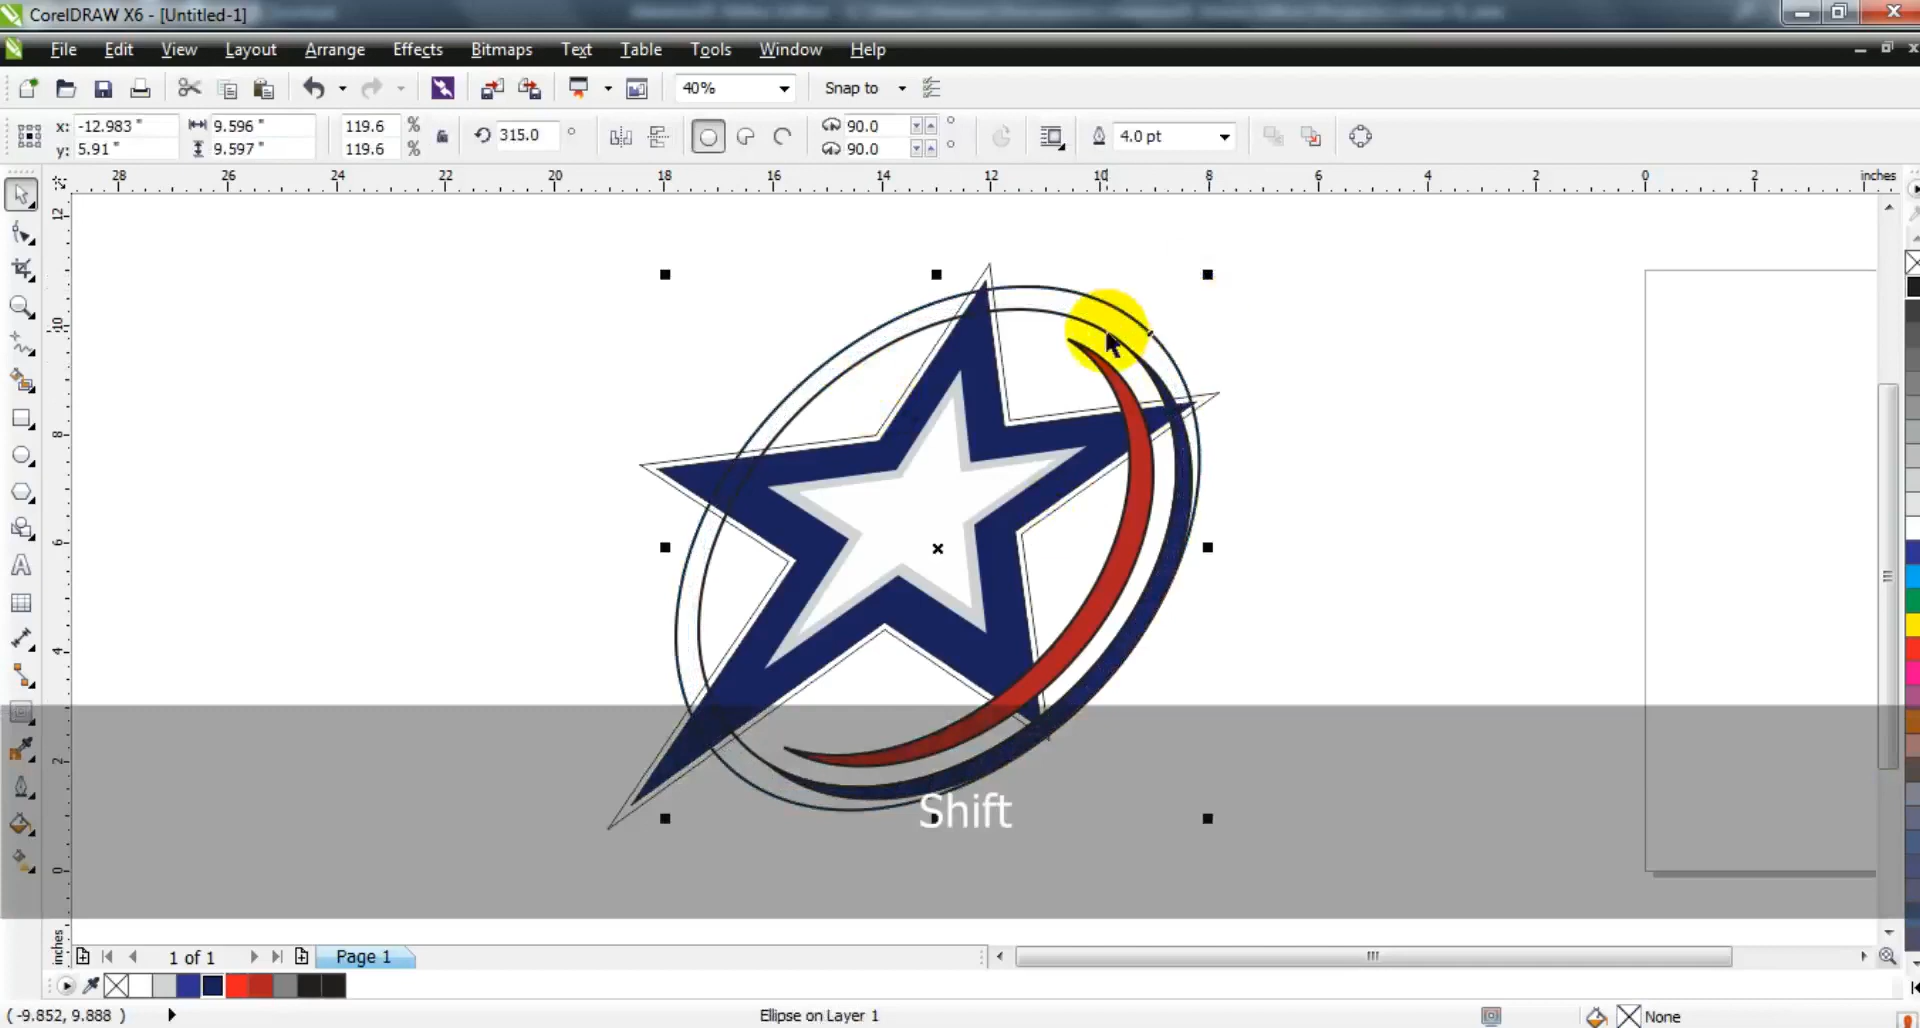 CorelDRAW X6 - [Untitled-1]
File Edit View Layout Arrange Effects Bitmaps Text Table Tools Window Help
40% Snap to
x: -12.983 " 9.596 " 119.6 % 315.0 ° 90.0 ° 4.0 pt
y: 5.91 " 9.597 " 119.6 % 90.0 °
28 26 24 22 20 18 16 14 12 10 8 6 4 2 0 2 inches
12
10
8
6
4
2
0
inches
Shift
1 of 1 Page 1
( -9.852, 9.888 ) Ellipse on Layer 1 None